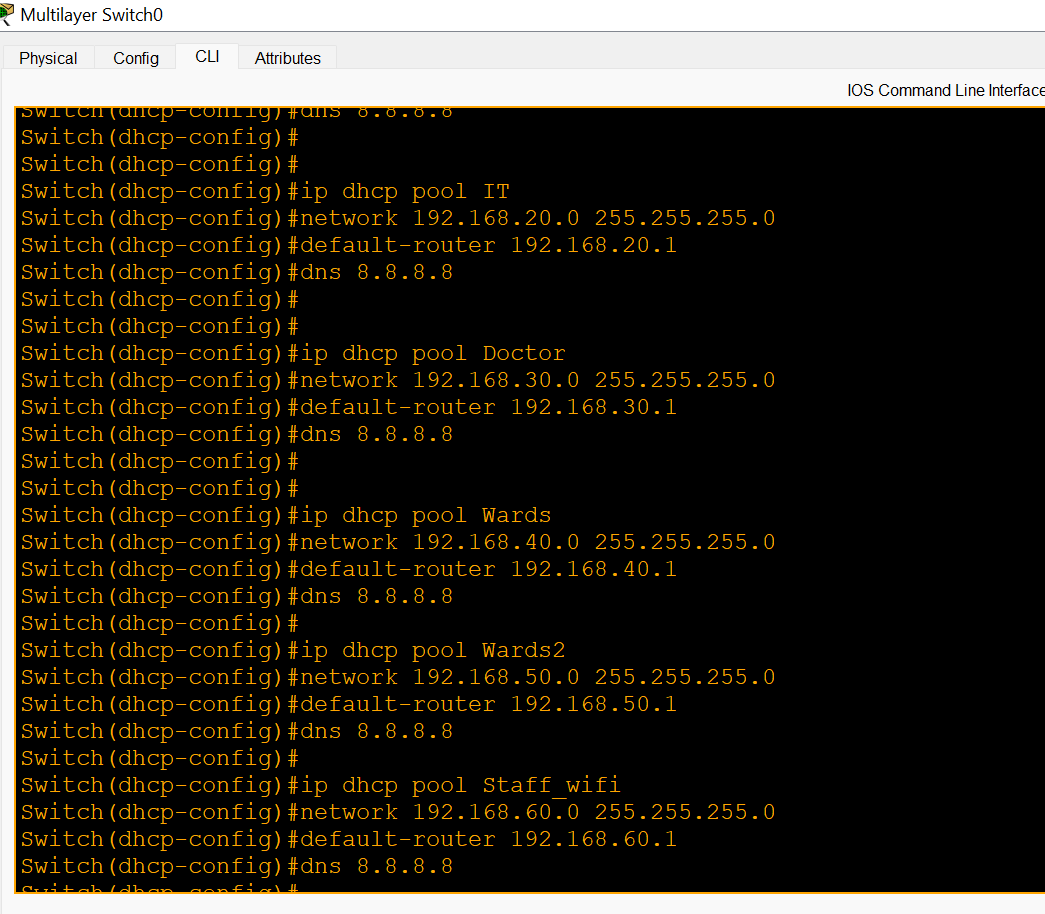 Multilayer Switch0
Physical Config CLI Attributes
IOS Command Line Interface
Switch(dhcp-config)#dns 8.8.8.8
Switch(dhcp-config)#
Switch(dhcp-config)#
Switch(dhcp-config)#ip dhcp pool IT
Switch(dhcp-config)#network 192.168.20.0 255.255.255.0
Switch(dhcp-config)#default-router 192.168.20.1
Switch(dhcp-config)#dns 8.8.8.8
Switch(dhcp-config)#
Switch(dhcp-config)#
Switch(dhcp-config)#ip dhcp pool Doctor
Switch(dhcp-config)#network 192.168.30.0 255.255.255.0
Switch(dhcp-config)#default-router 192.168.30.1
Switch(dhcp-config)#dns 8.8.8.8
Switch(dhcp-config)#
Switch(dhcp-config)#
Switch(dhcp-config)#ip dhcp pool Wards
Switch(dhcp-config)#network 192.168.40.0 255.255.255.0
Switch(dhcp-config)#default-router 192.168.40.1
Switch(dhcp-config)#dns 8.8.8.8
Switch(dhcp-config)#
Switch(dhcp-config)#ip dhcp pool Wards2
Switch(dhcp-config)#network 192.168.50.0 255.255.255.0
Switch(dhcp-config)#default-router 192.168.50.1
Switch(dhcp-config)#dns 8.8.8.8
Switch(dhcp-config)#
Switch(dhcp-config)#ip dhcp pool Staff_wifi
Switch(dhcp-config)#network 192.168.60.0 255.255.255.0
Switch(dhcp-config)#default-router 192.168.60.1
Switch(dhcp-config)#dns 8.8.8.8
Switch(dhcp-config)#